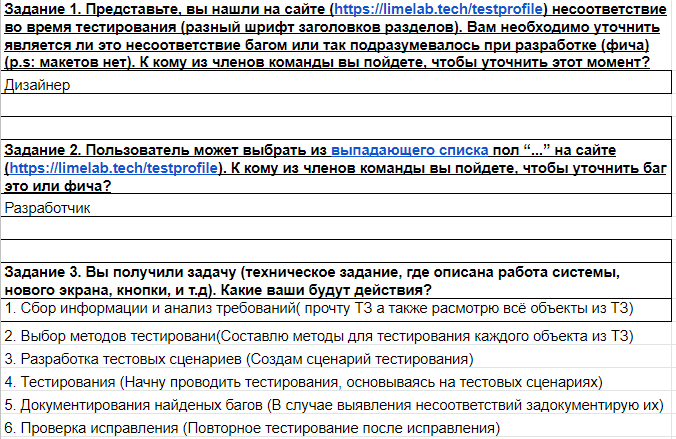 Задание 1. Представьте, вы нашли на сайте (https://limelab.tech/testprofile) несоответствие
во время тестирования (разный шрифт заголовков разделов). Вам необходимо уточнить
является ли это несоответствие багом или так подразумевалось при разработке (фича)
(p.s: макетов нет). К кому из членов команды вы пойдете, чтобы уточнить этот момент?
Дизайнер
Задание 2. Пользователь может выбрать из выпадающего списка пол “...” на сайте
(https://limelab.tech/testprofile). К кому из членов команды вы пойдете, чтобы уточнить баг
это или фича?
Разработчик
Задание 3. Вы получили задачу (техническое задание, где описана работа системы,
нового экрана, кнопки, и т.д). Какие ваши будут действия?
1. Сбор информации и анализ требований( прочту ТЗ а также расмотрю всё объекты из ТЗ)
2. Выбор методов тестировани(Составлю методы для тестирования каждого объекта из ТЗ)
3. Разработка тестовых сценариев (Создам сценарий тестирования)
4. Тестирования (Начну проводить тестирования, основываясь на тестовых сценариях)
5. Документирования найденых багов (В случае выявления несоответствий задокументирую их)
6. Проверка исправления (Повторное тестирование после исправления)